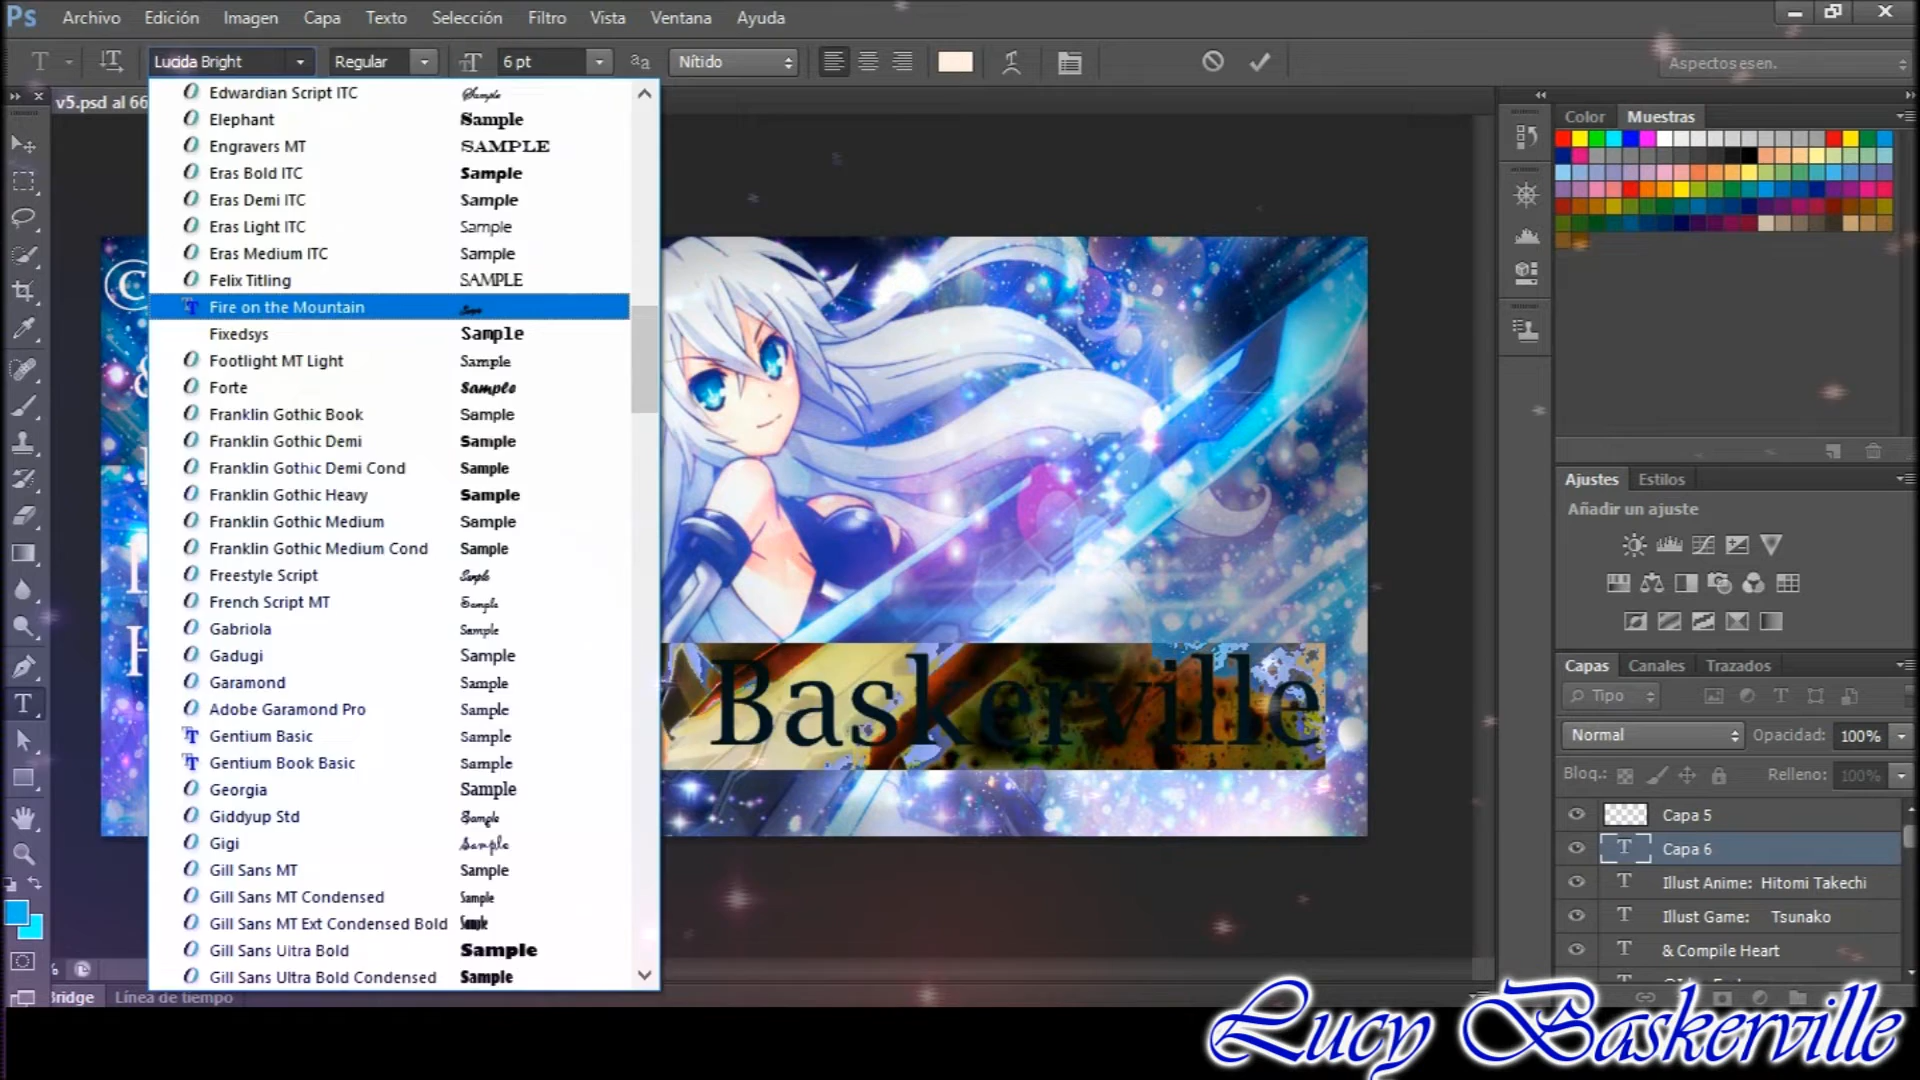 Ps Archivo Edición Imagen Capa Texto Selección Filtro Vista Ventana Ayuda
Lucida Bright Regular 6 pt aa Nítido Aspectos esen.
v5.psd al 66
Edwardian Script ITC Sample
Elephant Sample
Engravers MT SAMPLE
Eras Bold ITC Sample
Eras Demi ITC Sample
Eras Light ITC Sample
Eras Medium ITC Sample
Felix Titling SAMPLE
Fire on the Mountain
Fixedsys Sample
Footlight MT Light Sample
Forte Sample
Franklin Gothic Book Sample
Franklin Gothic Demi Sample
Franklin Gothic Demi Cond Sample
Franklin Gothic Heavy Sample
Franklin Gothic Medium Sample
Franklin Gothic Medium Cond Sample
Freestyle Script Sample
French Script MT Sample
Gabriola Sample
Gadugi Sample
Garamond Sample
Adobe Garamond Pro Sample
Gentium Basic Sample
Gentium Book Basic Sample
Georgia Sample
Giddyup Std Sample
Gigi Sample
Gill Sans MT Sample
Gill Sans MT Condensed Sample
Gill Sans MT Ext Condensed Bold Sample
Gill Sans Ultra Bold Sample
Gill Sans Ultra Bold Condensed Sample
Baskerville
Color Muestras
Ajustes Estilos
Añadir un ajuste
Capas Canales Trazados
Tipo
Normal Opacidad: 100%
Bloq.: Relleno: 100%
Capa 5
Capa 6
Illust Anime: Hitomi Takechi
Illust Game: Tsunako
& Compile Heart
Bridge Línea de tiempo
Lucy Baskerville